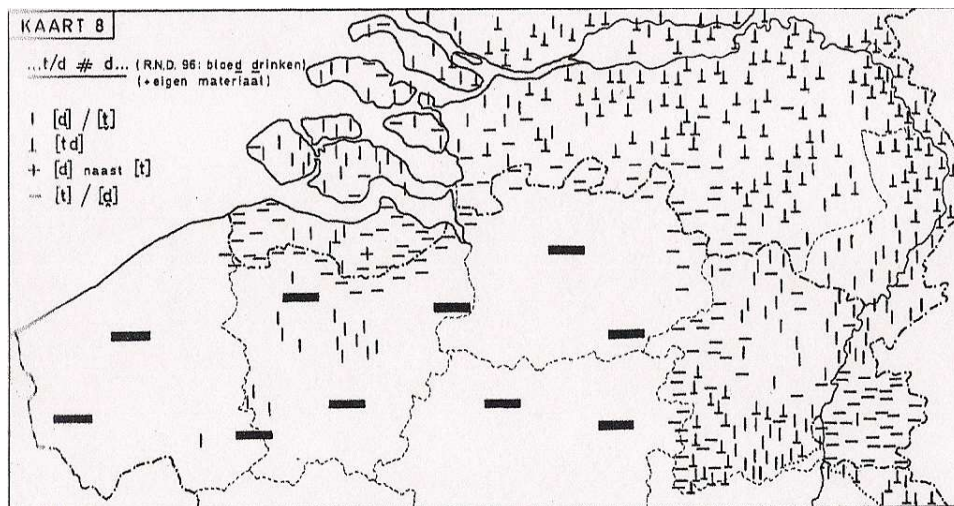 KAART 8
...t/d # d... (R.N.D. 96: bloed drinken)
(+eigen materiaal)
ı [d] / [t̬]
⊥ [td]
+ [d] naast [t]
– [t] / [d̥]